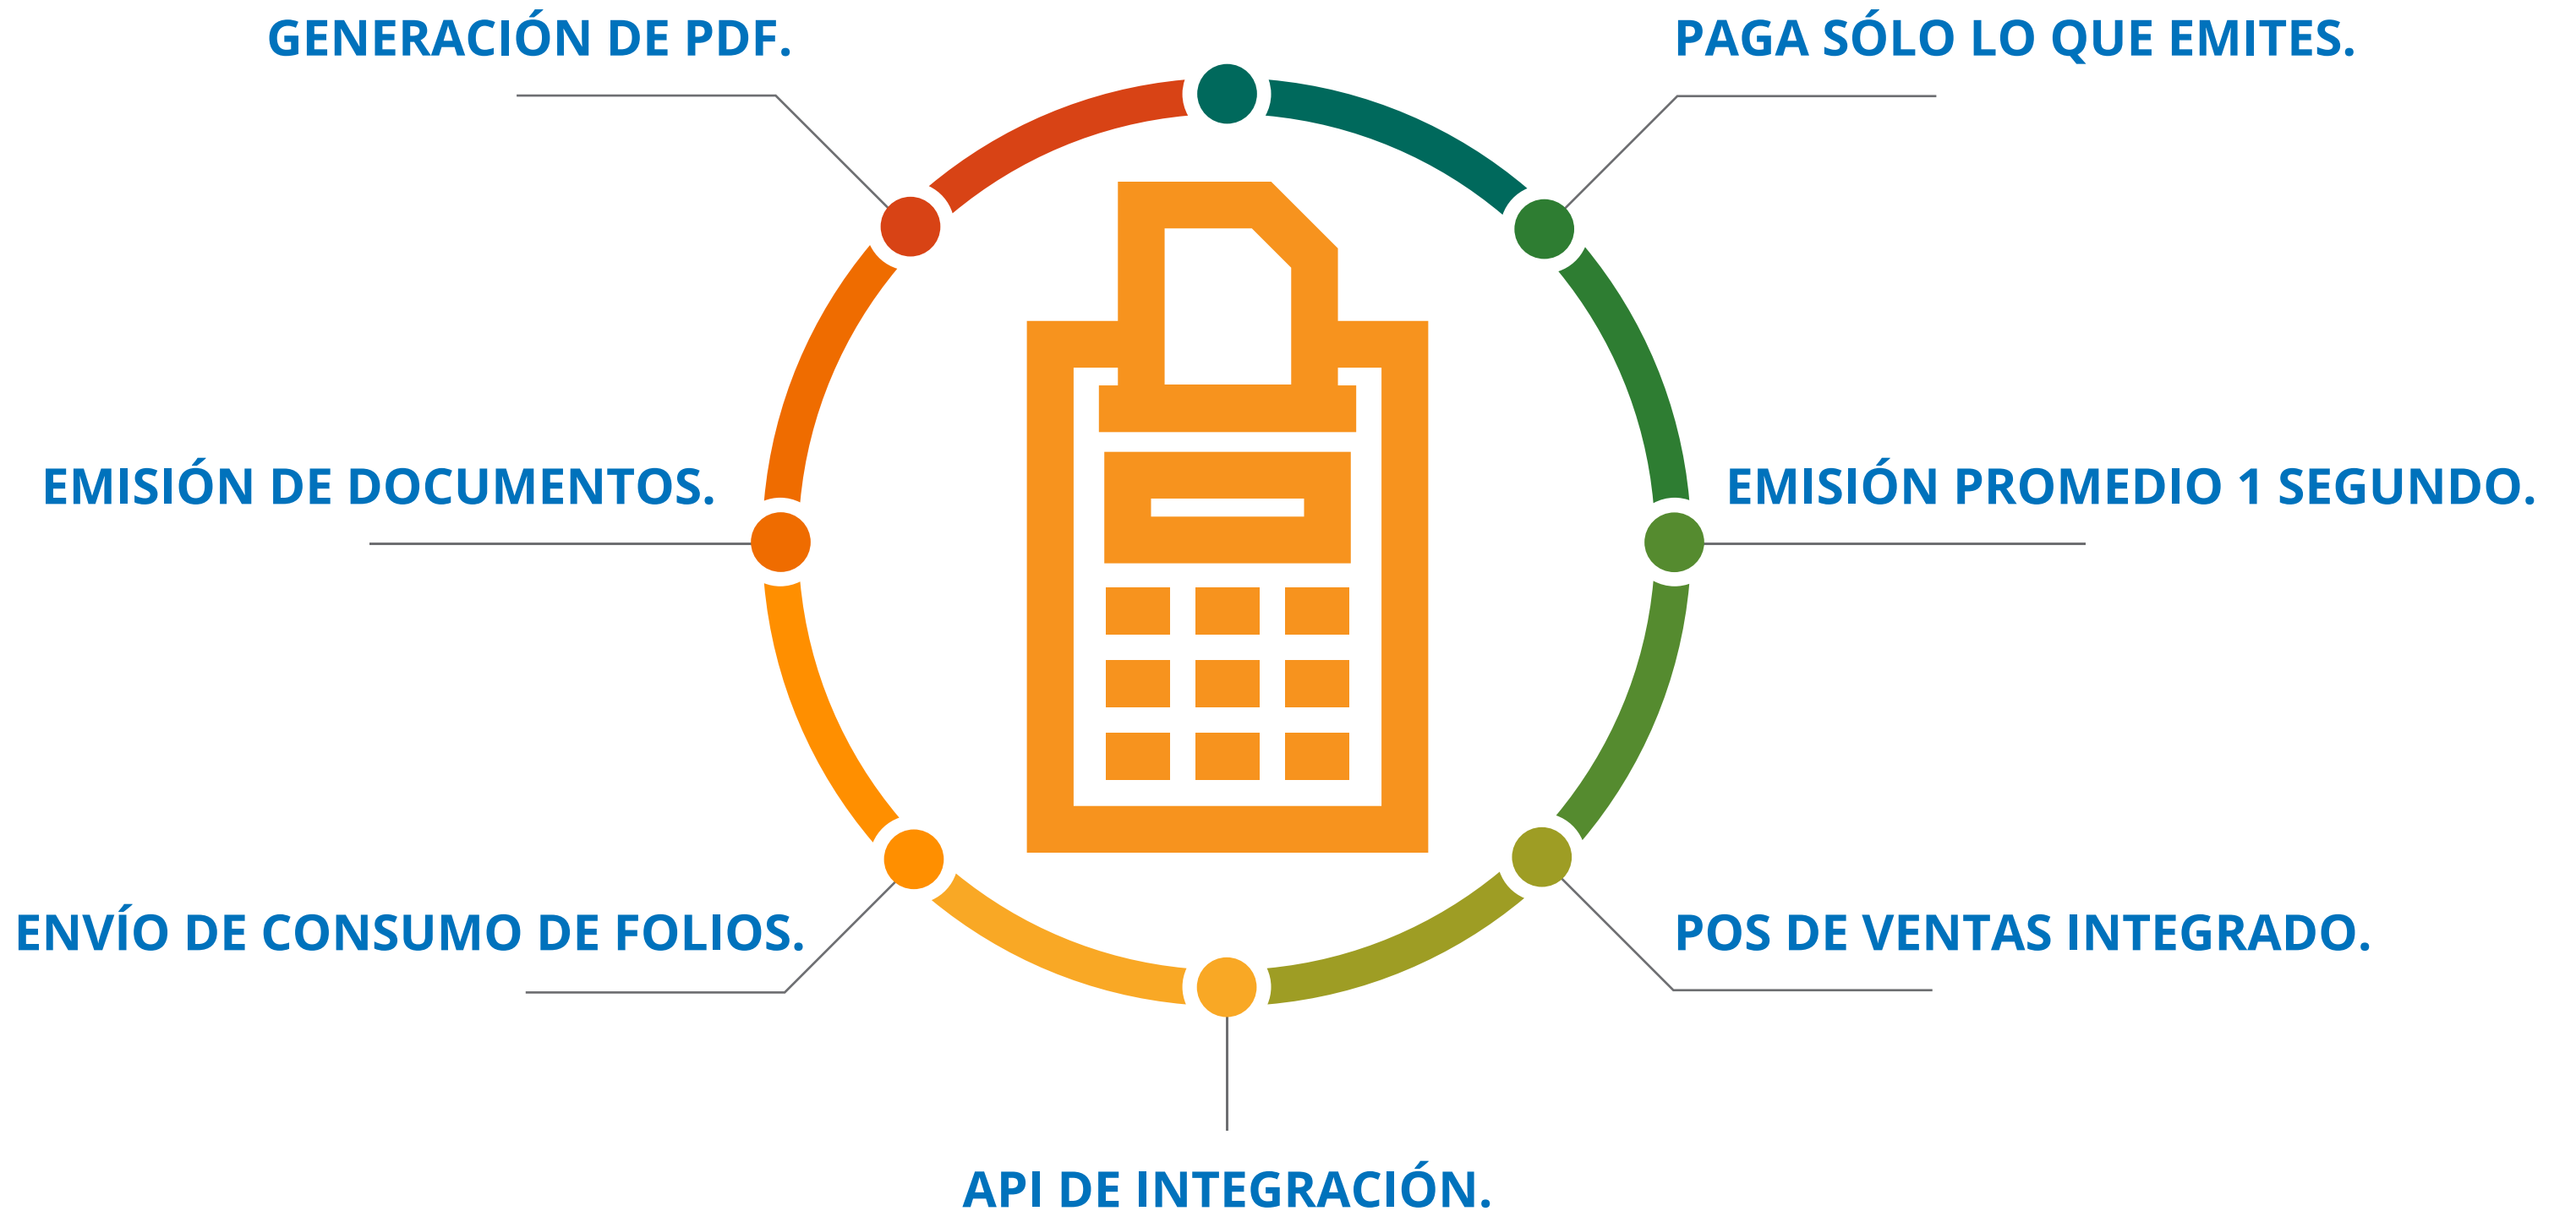 GENERACIÓN DE PDF.
PAGA SÓLO LO QUE EMITES.
EMISIÓN DE DOCUMENTOS.
EMISIÓN PROMEDIO 1 SEGUNDO.
ENVÍO DE CONSUMO DE FOLIOS.
POS DE VENTAS INTEGRADO.
API DE INTEGRACIÓN.